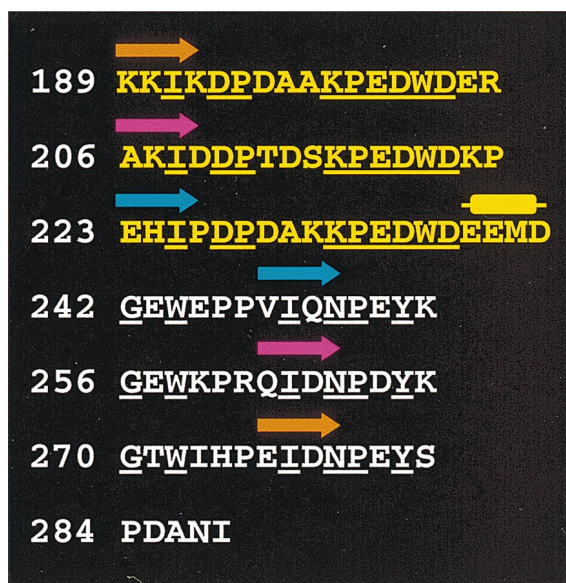 189 KKIKDPDAAKPEDWDER
206 AKIDDPTDSKPEDWDKP
223 EHIPDPDAKKPEDWDEEMD
242 GEWEPPVIQNPEYK
256 GEWKPRQIDNPDYK
270 GTWIHPEIDNPEYS
284 PDANI